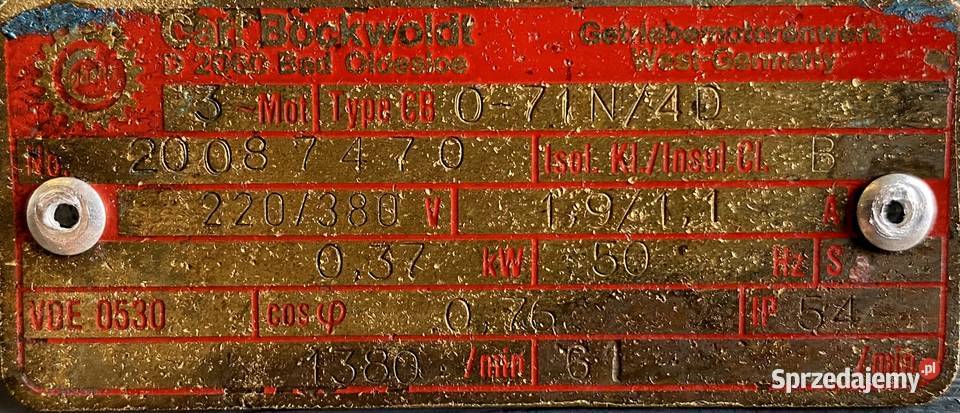 Carl Bockwoldt Getriebemotorenwerk
D 2060 Bad Oldesloe West-Germany
3 ~ Mot Type CB 0-71N/4D
No. 20087470 Isol. Kl./Insul.Cl. B
220/380 V 1,9/1,1 A
0,37 kW 50 Hz S
VDE 0530 cos φ 0,76 IP 54
1380 /min 61 /min
Sprzedajemy.pl